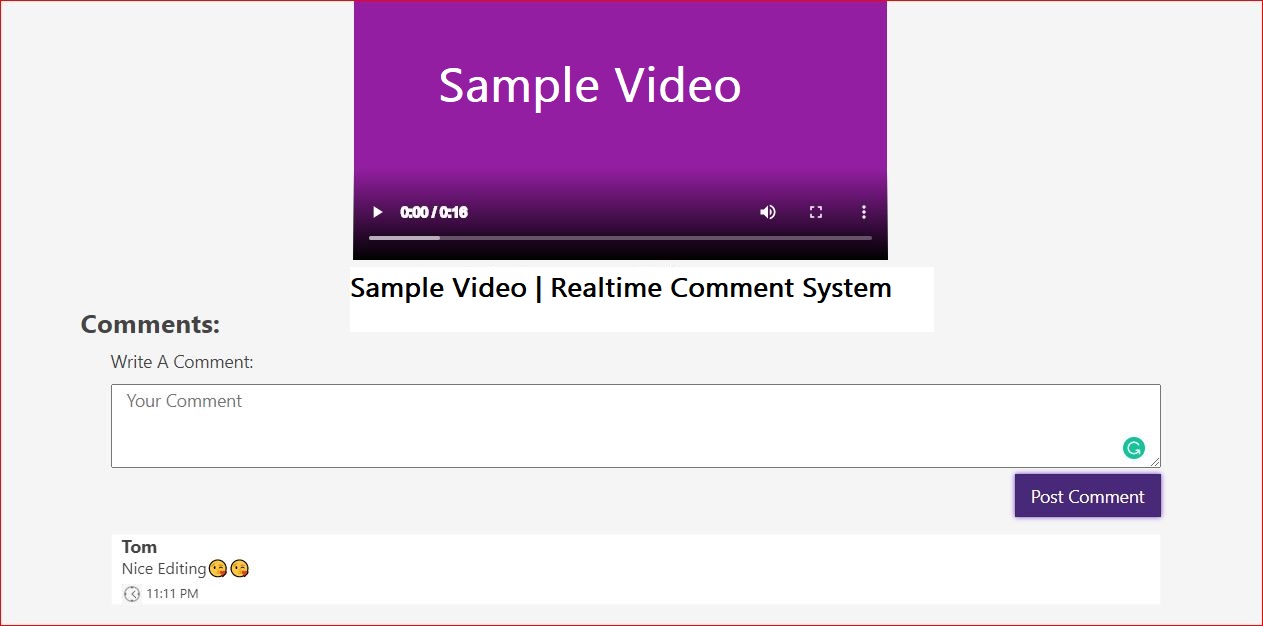 Sample Video
0:00 / 0:16
Sample Video | Realtime Comment System
Comments:
Write A Comment:
Your Comment
Post Comment
Tom
Nice Editing😘😘
11:11 PM